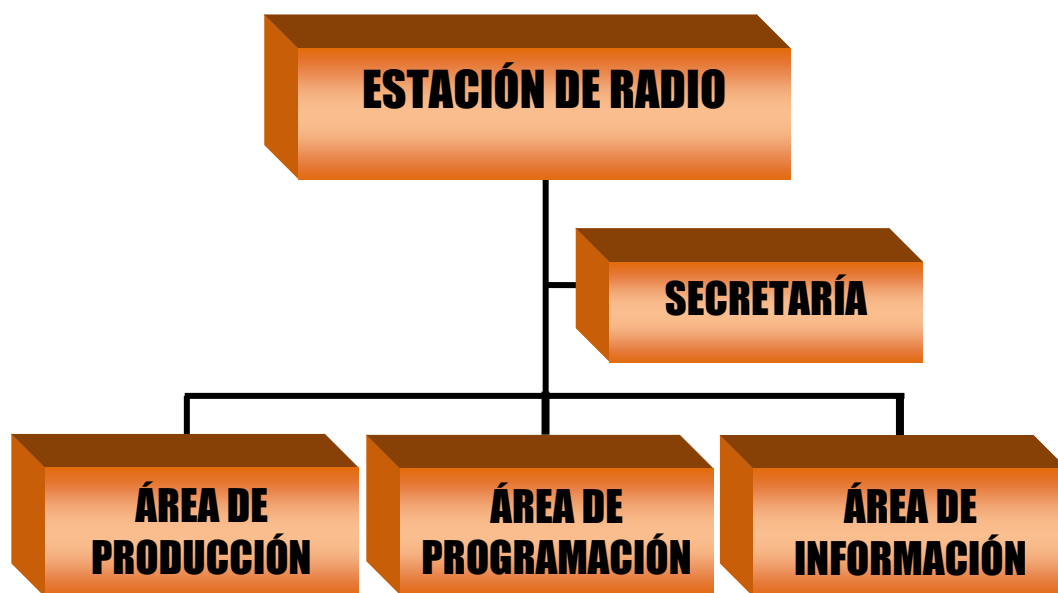 ESTACIÓN DE RADIO
SECRETARÍA
ÁREA DE
PRODUCCIÓN
ÁREA DE
PROGRAMACIÓN
ÁREA DE
INFORMACIÓN